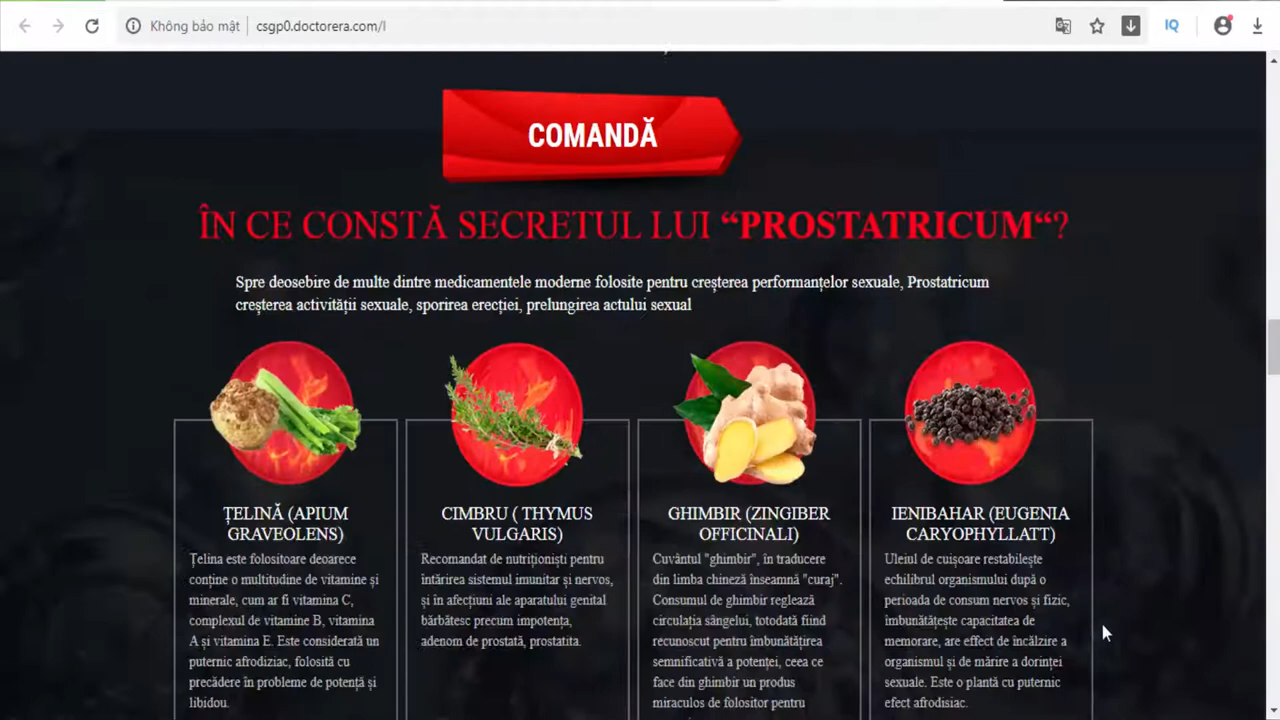 Không bảo mật
csgp0.doctorera.com/l
IQ
COMANDĂ
ÎN CE CONSTĂ SECRETUL LUI “PROSTATRICUM“?
Spre deosebire de multe dintre medicamentele moderne folosite pentru creșterea performanțelor sexuale, Prostatricum
creșterea activității sexuale, sporirea erecției, prelungirea actului sexual
ȚELINĂ (APIUM
GRAVEOLENS)
Țelina este folositoare deoarece
conține o multitudine de vitamine și
minerale, cum ar fi vitamina C,
complexul de vitamine B, vitamina
A și vitamina E. Este considerată un
puternic afrodiziac, folosită cu
precădere în probleme de potență și
libidou.
CIMBRU ( THYMUS
VULGARIS)
Recomandat de nutriționiști pentru
întărirea sistemul imunitar și nervos,
și în afecțiuni ale aparatului genital
bărbătesc precum impotența,
adenom de prostată, prostatita.
GHIMBIR (ZINGIBER
OFFICINALI)
Cuvântul "ghimbir", în traducere
din limba chineză înseamnă "curaj".
Consumul de ghimbir reglează
circulația sângelui, totodată fiind
recunoscut pentru îmbunătățirea
semnificativă a potenței, ceea ce
face din ghimbir un produs
miraculos de folositor pentru
IENIBAHAR (EUGENIA
CARYOPHYLLATT)
Uleiul de cuișoare restabilește
echilibrul organismului după o
perioada de consum nervos și fizic,
îmbunătățește capacitatea de
memorare, are effect de încălzire a
organismul și de mărire a dorinței
sexuale. Este o plantă cu puternic
efect afrodisiac.